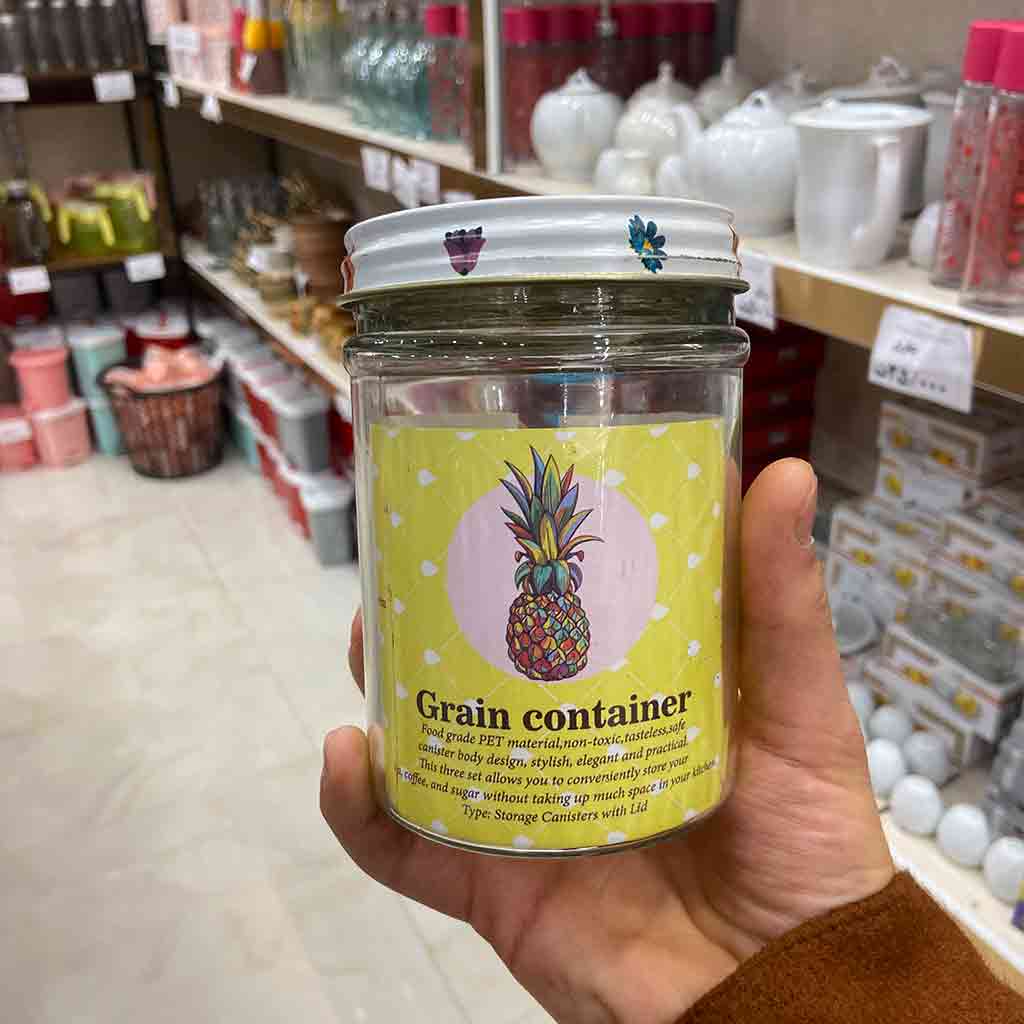 Grain container
Food grade PET material,non-toxic,tasteless,safe
canister body design, stylish, elegant and practical.
This three set allows you to conveniently store your
coffee, and sugar without taking up much space in your kitchen
Type: Storage Canisters with Lid